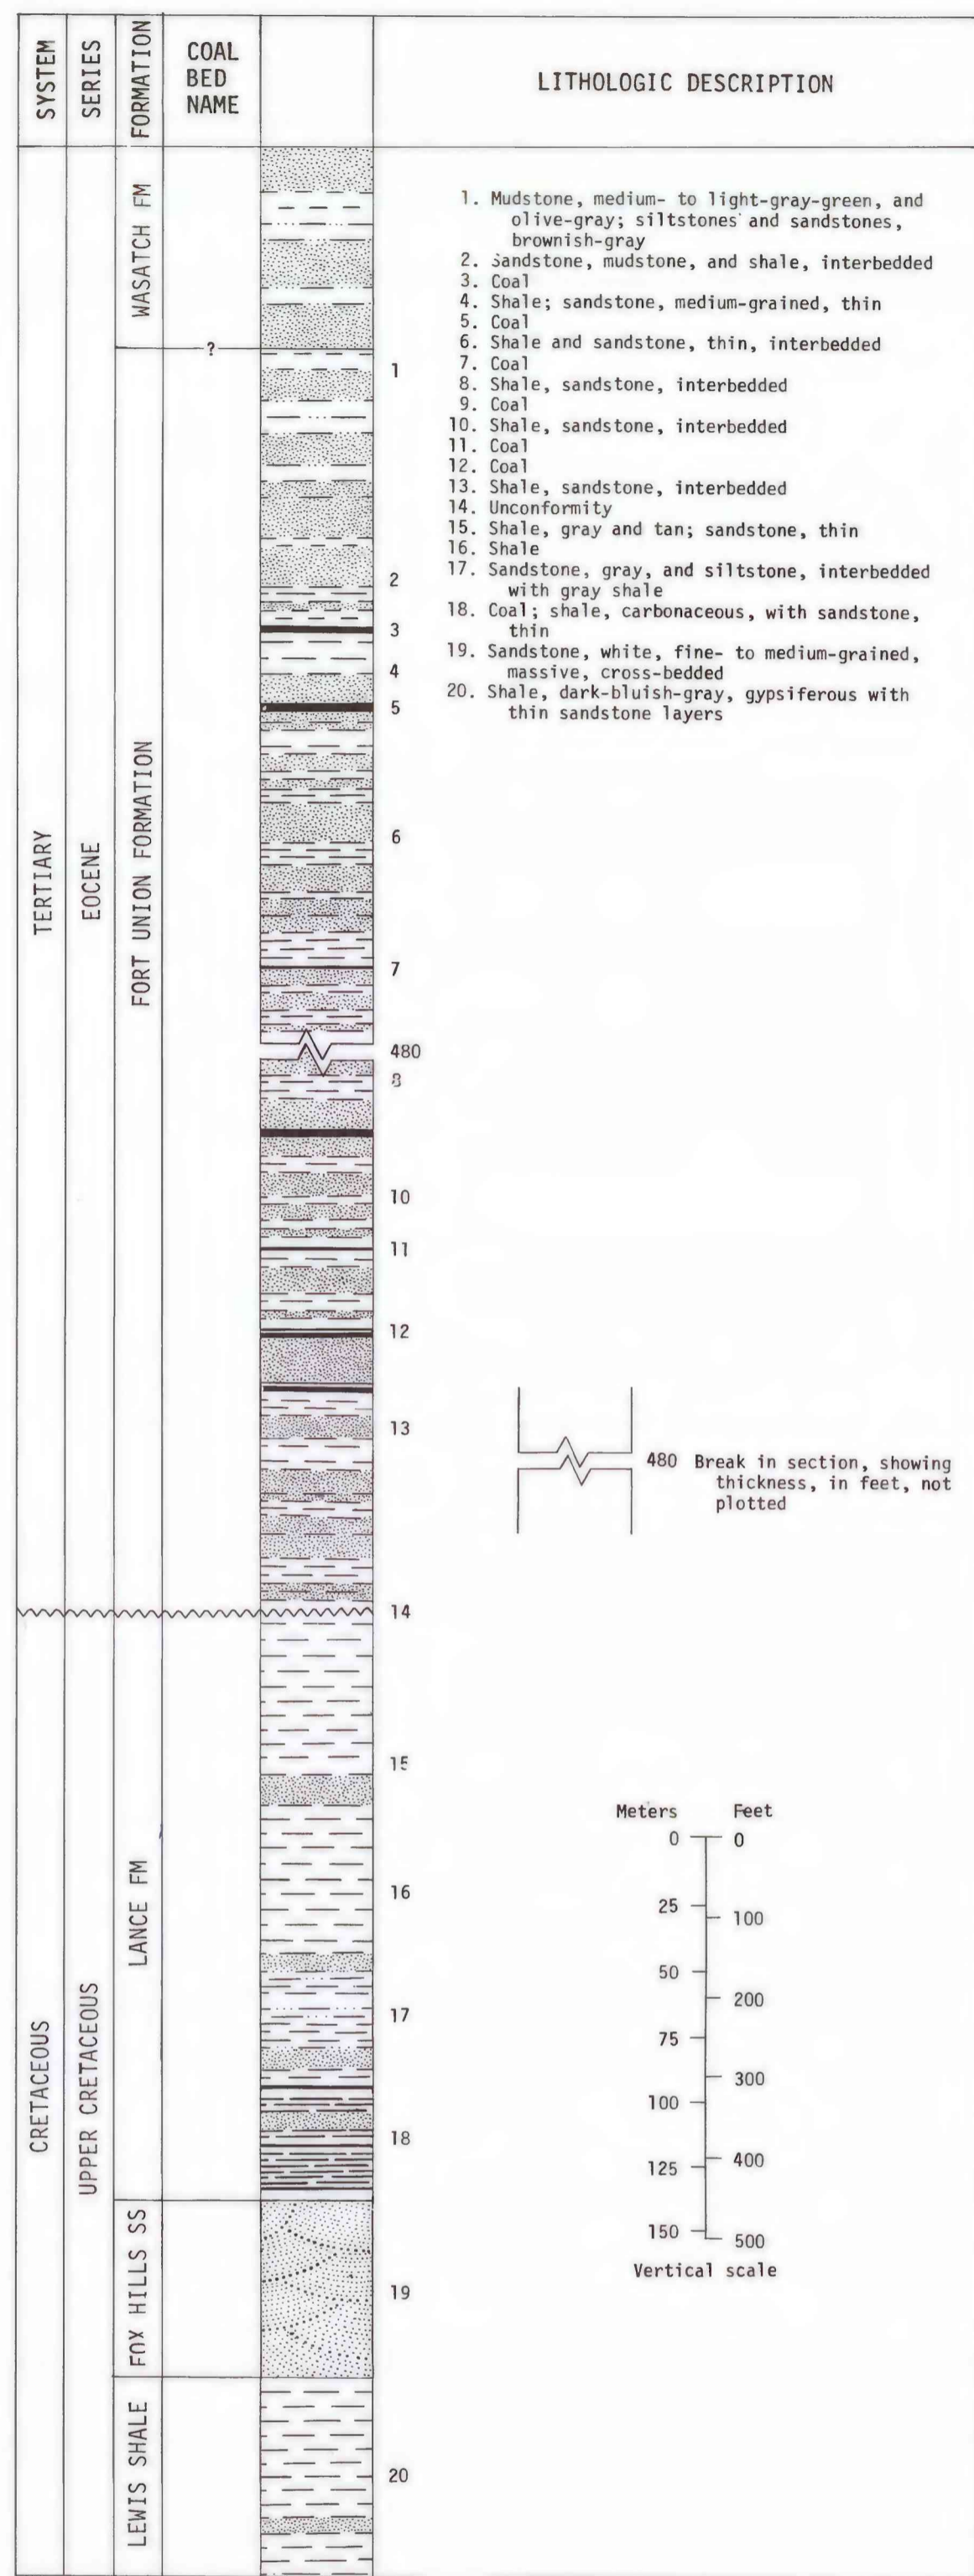 SYSTEM
SERIES
FORMATION
COAL
BED
NAME
LITHOLOGIC DESCRIPTION
TERTIARY
EOCENE
WASATCH FM
?
FORT UNION FORMATION
1
2
3
4
5
6
7
480
8
10
11
12
13
14
1. Mudstone, medium- to light-gray-green, and
olive-gray; siltstones and sandstones,
brownish-gray
2. Sandstone, mudstone, and shale, interbedded
3. Coal
4. Shale; sandstone, medium-grained, thin
5. Coal
6. Shale and sandstone, thin, interbedded
7. Coal
8. Shale, sandstone, interbedded
9. Coal
10. Shale, sandstone, interbedded
11. Coal
12. Coal
13. Shale, sandstone, interbedded
14. Unconformity
15. Shale, gray and tan; sandstone, thin
16. Shale
17. Sandstone, gray, and siltstone, interbedded
with gray shale
18. Coal; shale, carbonaceous, with sandstone,
thin
19. Sandstone, white, fine- to medium-grained,
massive, cross-bedded
20. Shale, dark-bluish-gray, gypsiferous with
thin sandstone layers
480 Break in section, showing
thickness, in feet, not
plotted
CRETACEOUS
UPPER CRETACEOUS
LANCE FM
15
16
17
18
FOX HILLS SS
19
LEWIS SHALE
20
Meters Feet
0 0
25
100
50
200
75
300
100
400
125
150
500
Vertical scale